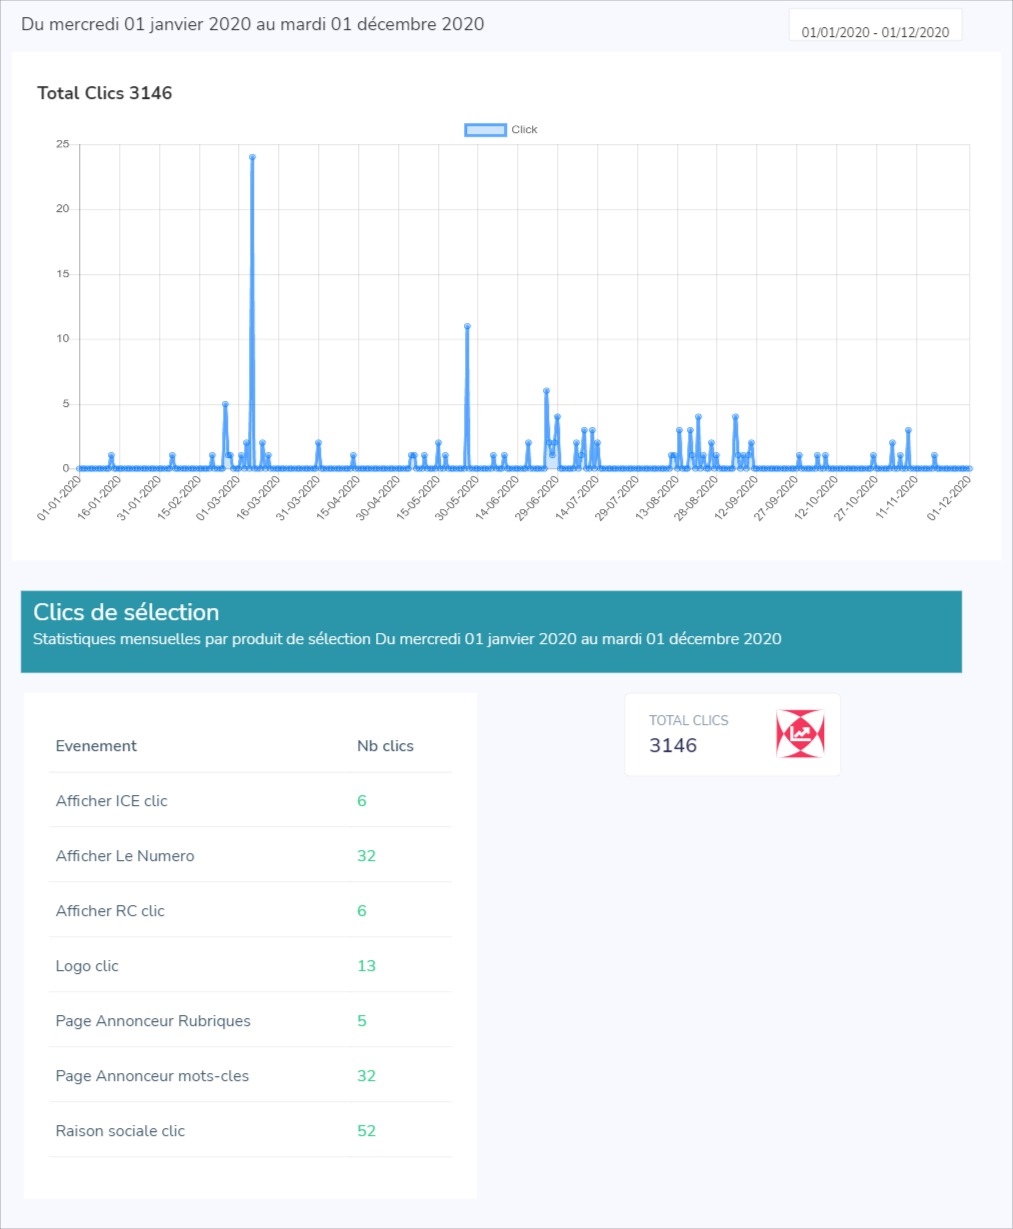 Du mercredi 01 janvier 2020 au mardi 01 décembre 2020
01/01/2020 - 01/12/2020
Total Clics 3146
Click
25
20
15
10
5
0
01-01-2020
16-01-2020
31-01-2020
15-02-2020
01-03-2020
16-03-2020
31-03-2020
15-04-2020
30-04-2020
15-05-2020
30-05-2020
14-06-2020
29-06-2020
14-07-2020
29-07-2020
13-08-2020
28-08-2020
12-09-2020
27-09-2020
12-10-2020
27-10-2020
11-11-2020
01-12-2020
Clics de sélection
Statistiques mensuelles par produit de sélection Du mercredi 01 janvier 2020 au mardi 01 décembre 2020
TOTAL CLICS
3146
Evenement Nb clics
Afficher ICE clic 6
Afficher Le Numero 32
Afficher RC clic 6
Logo clic 13
Page Annonceur Rubriques 5
Page Annonceur mots-cles 32
Raison sociale clic 52